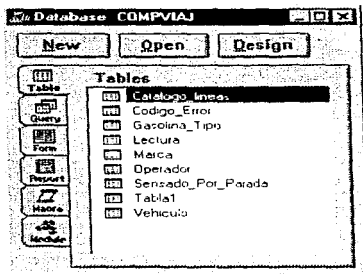 Database COMPVIAJ
New Open Design
Tables
Table
Query
Form
Report
Macro
Module
Catalogo_lineas
Codigo_Error
Gasolina_Tipo
Lectura
Marca
Operador
Sensado_Por_Parada
Tabla1
Vehiculo